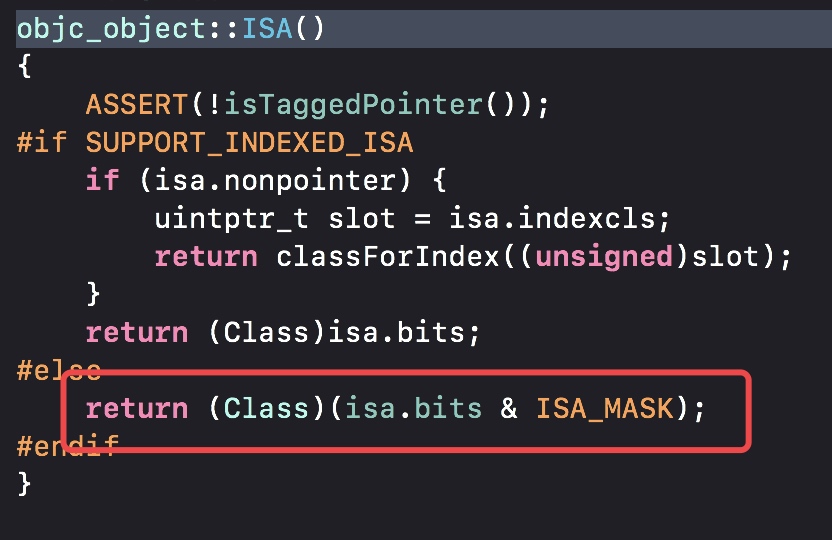 objc_object::ISA()
{
    ASSERT(!isTaggedPointer());
#if SUPPORT_INDEXED_ISA
    if (isa.nonpointer) {
        uintptr_t slot = isa.indexcls;
        return classForIndex((unsigned)slot);
    }
    return (Class)isa.bits;
#else
    return (Class)(isa.bits & ISA_MASK);
#endif
}